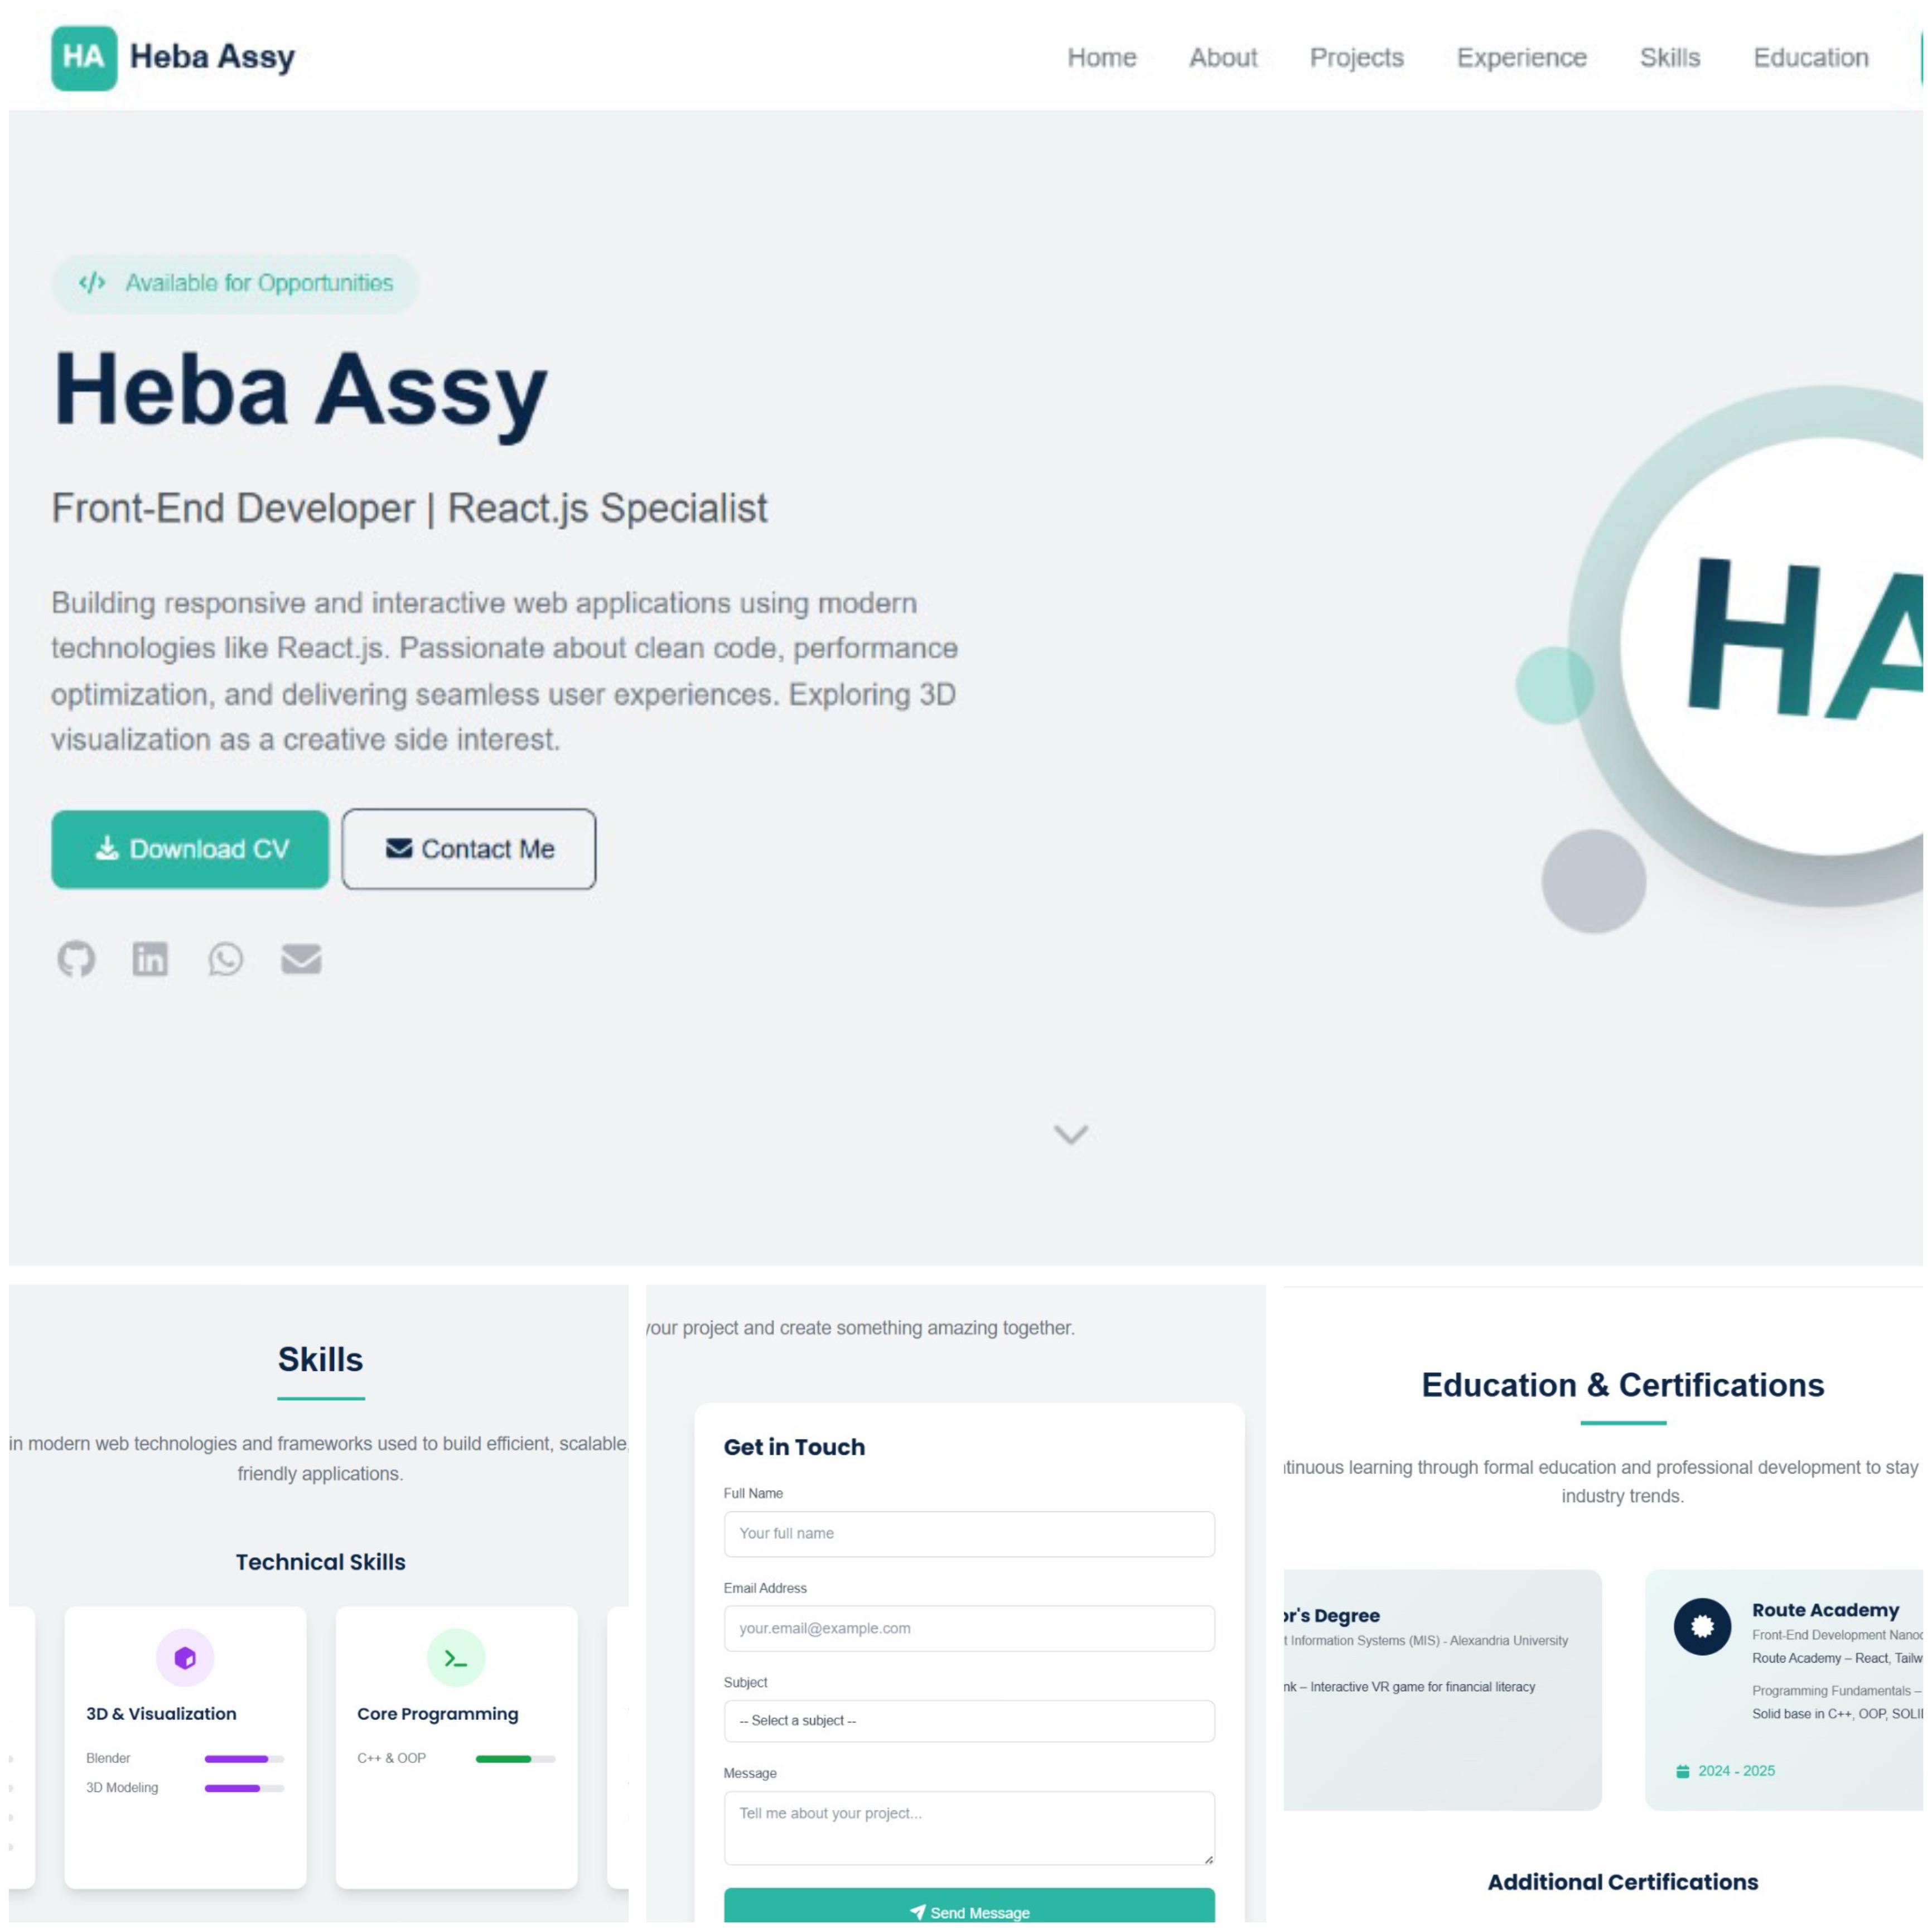 HA Heba Assy
Home About Projects Experience Skills Education
</> Available for Opportunities
Heba Assy
Front-End Developer | React.js Specialist
Building responsive and interactive web applications using modern
technologies like React.js. Passionate about clean code, performance
optimization, and delivering seamless user experiences. Exploring 3D
visualization as a creative side interest.
Download CV
Contact Me
HA
Skills
in modern web technologies and frameworks used to build efficient, scalable,
friendly applications.
Technical Skills
3D & Visualization
Blender
3D Modeling
Core Programming
C++ & OOP
your project and create something amazing together.
Get in Touch
Full Name
Your full name
Email Address
your.email@example.com
Subject
-- Select a subject --
Message
Tell me about your project...
Send Message
Education & Certifications
learning through formal education and professional development to stay
industry trends.
Degree
Information Systems (MIS) - Alexandria University
– Interactive VR game for financial literacy
Route Academy
Front-End Development
Route Academy – React,
Programming Fundamentals –
Solid base in C++, OOP,
2024 - 2025
Additional Certifications